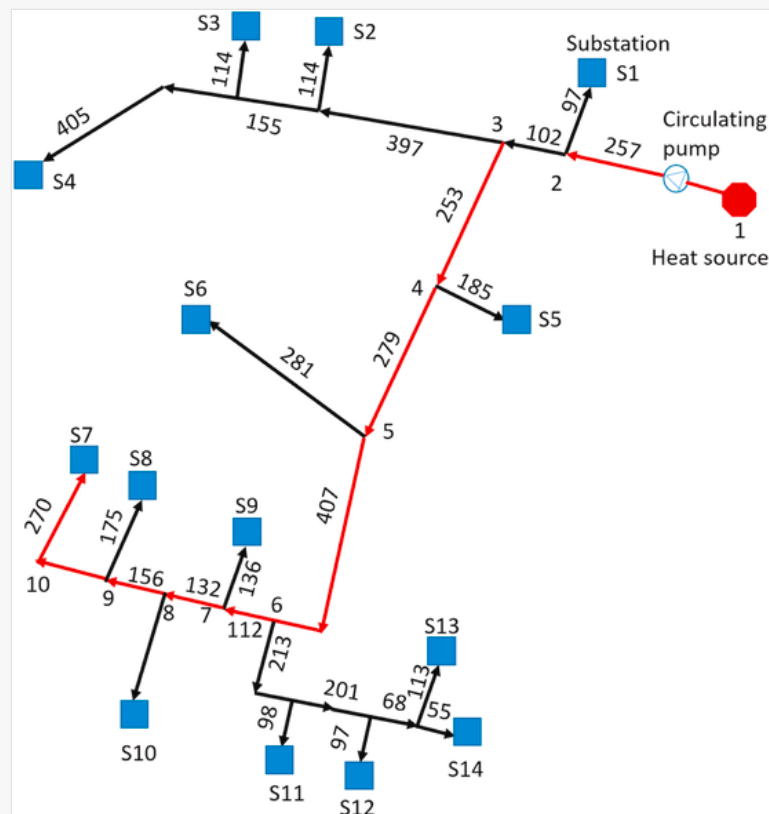 S3
S2
Substation
S1
114
114
97
405
155
397
3
102
2
257
Circulating
pump
1
Heat source
S4
253
4
185
S5
S6
281
279
5
407
S7
S8
S9
270
175
136
10
9
156
8
132
7
112
6
213
S10
S13
113
201
68
55
98
97
S14
S11
S12